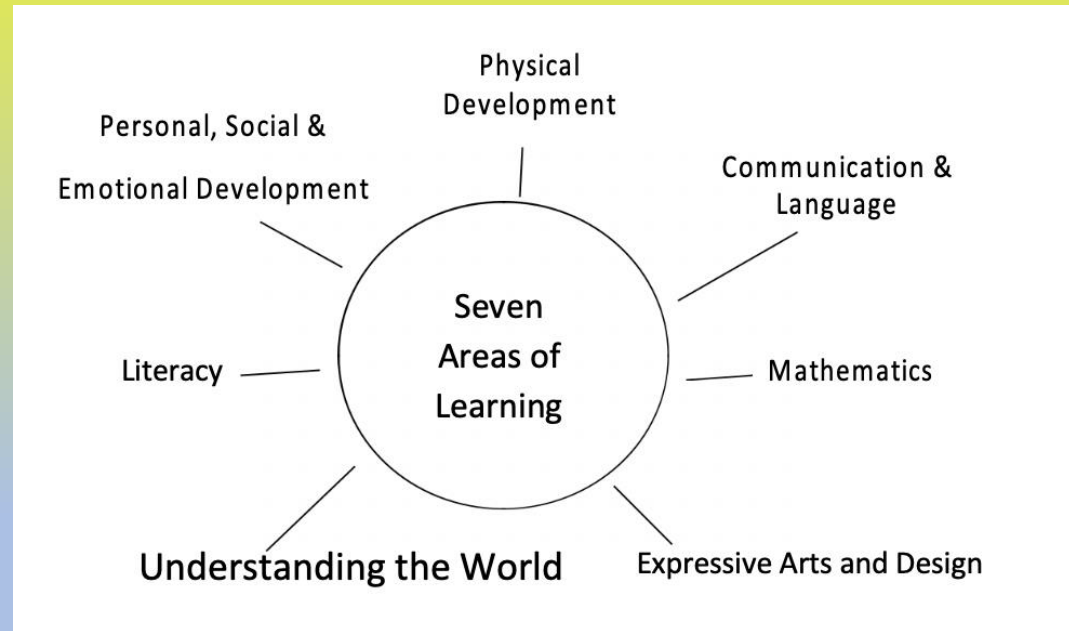 Physical
Development
Personal, Social &
Emotional Development
Communication &
Language
Seven
Areas of
Learning
Literacy
Mathematics
Understanding the World
Expressive Arts and Design